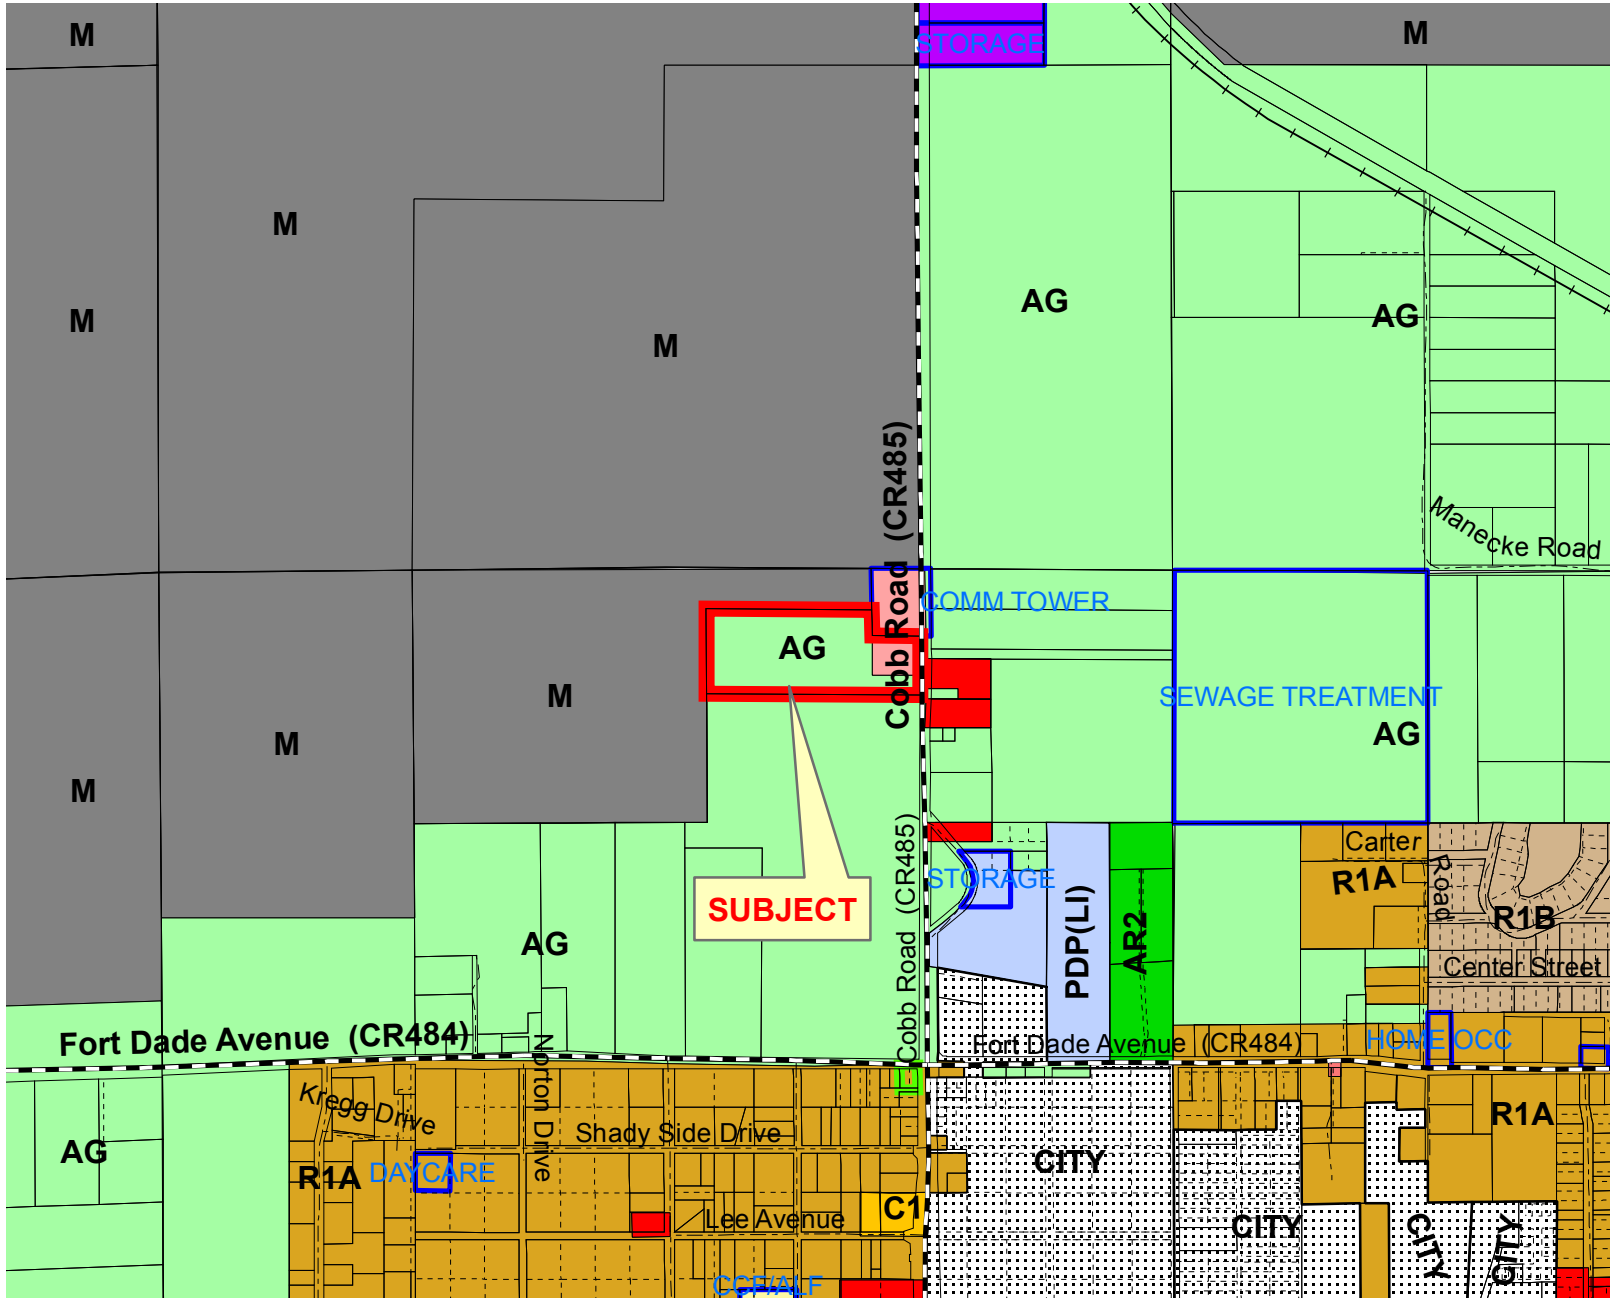 M
STORAGE
M
M
AG
AG
M
M
Cobb Road (CR485)
Manecke Road
COMM TOWER
AG
M
SEWAGE TREATMENT
AG
M
M
Carter Road
R1A
STORAGE
SUBJECT
PDP(LI)
AR2
R1B
AG
Cobb Road (CR485)
Center Street
Fort Dade Avenue (CR484)
Fort Dade Avenue (CR484)
HOME OCC
Norton Drive
Kregg Drive
R1A
Shady Side Drive
AG
CITY
R1A
DAYCARE
C1
Lee Avenue
CITY
CITY
CITY
CCF/ALF